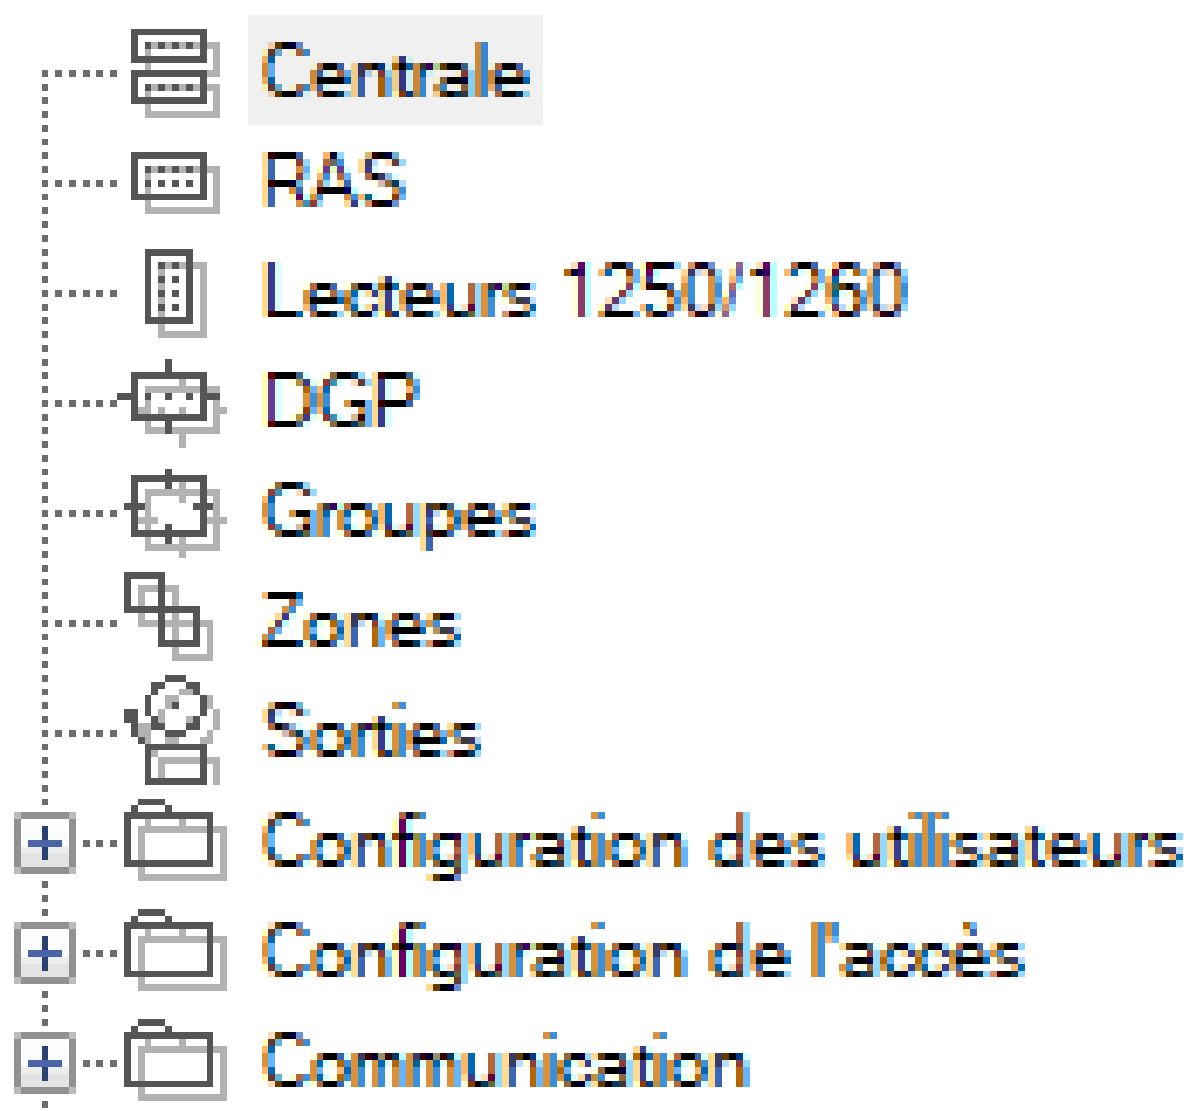 Centrale
RAS
Lecteurs 1250/1260
DGP
Groupes
Zones
Sorties
Configuration des utilisateurs
Configuration de l'accès
Communication